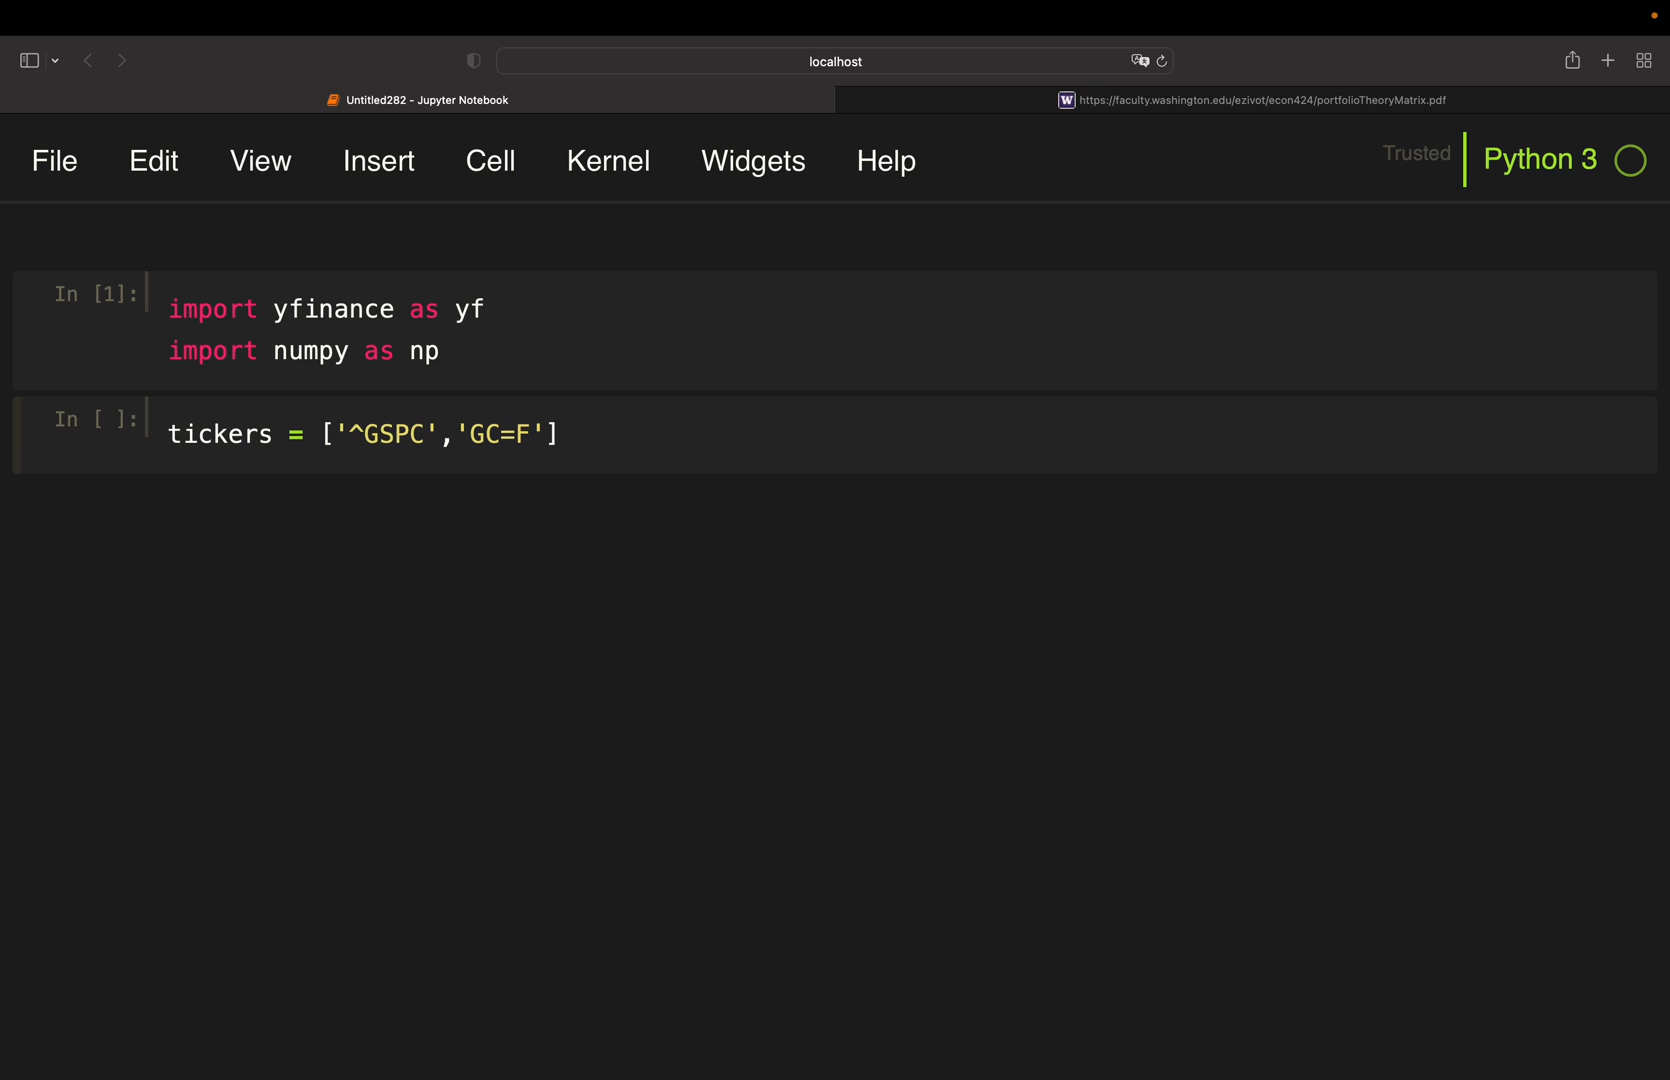 localhost
Untitled282 - Jupyter Notebook
W https://faculty.washington.edu/ezivot/econ424/portfolioTheoryMatrix.pdf
File Edit View Insert Cell Kernel Widgets Help Trusted Python 3
In [1]:
import yfinance as yf
import numpy as np
In [ ]:
tickers = ['^GSPC','GC=F']